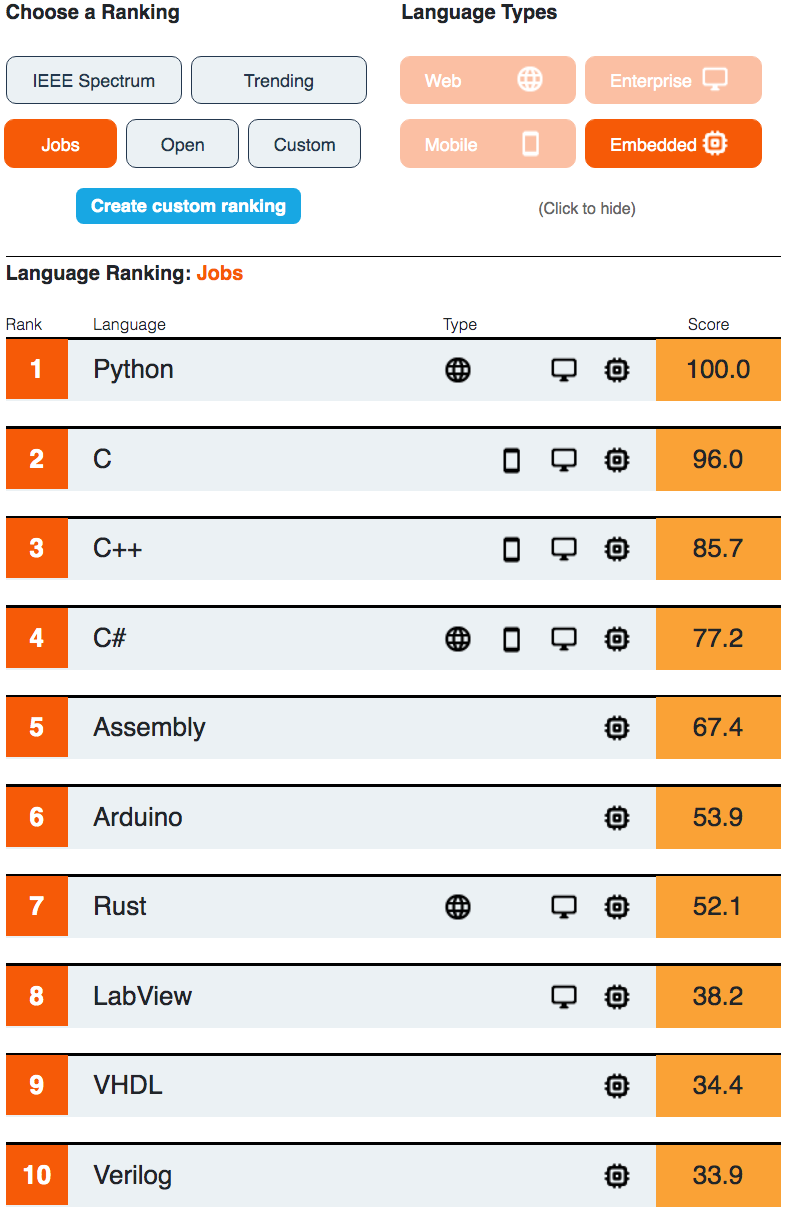 Choose a Ranking
Language Types
IEEE Spectrum
Trending
Web
Enterprise
Jobs
Open
Custom
Mobile
Embedded
Create custom ranking
(Click to hide)
Language Ranking: Jobs
Rank Language Type Score
1 Python 100.0
2 C 96.0
3 C++ 85.7
4 C# 77.2
5 Assembly 67.4
6 Arduino 53.9
7 Rust 52.1
8 LabView 38.2
9 VHDL 34.4
10 Verilog 33.9